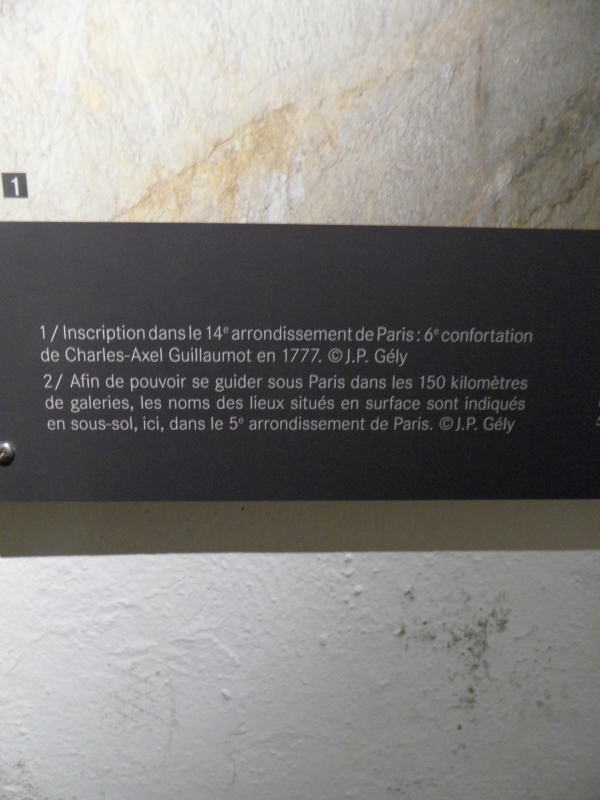 1
1 / Inscription dans le 14e arrondissement de Paris : 6e confortation
de Charles-Axel Guillaumot en 1777. © J.P. Gély
2 / Afin de pouvoir se guider sous Paris dans les 150 kilomètres
de galeries, les noms des lieux situés en surface sont indiqués
en sous-sol, ici, dans le 5e arrondissement de Paris. © J.P. Gély